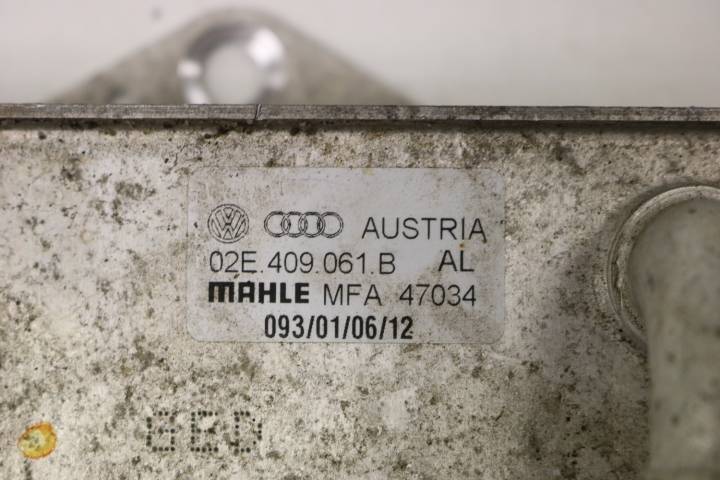 AUSTRIA
02E.409.061.B AL
MAHLE MFA 47034
093/01/06/12